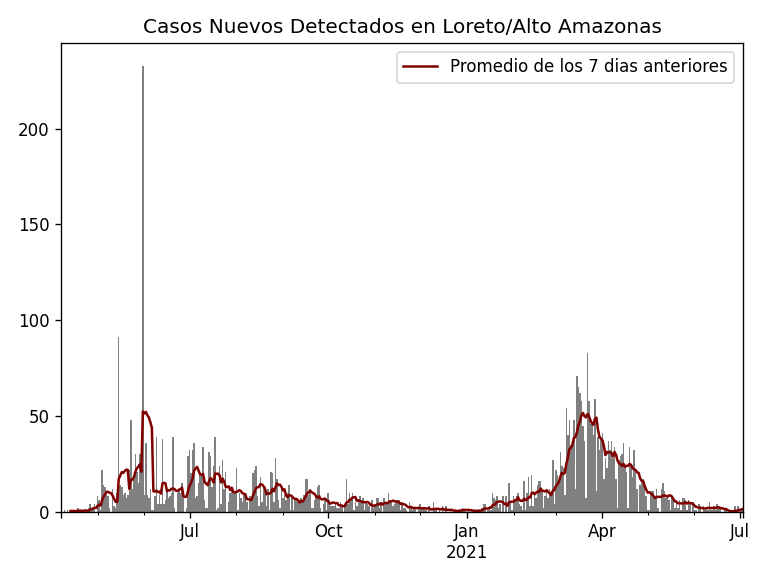 Casos Nuevos Detectados en Loreto/Alto Amazonas
Promedio de los 7 dias anteriores
200
150
100
50
0
Jul
Oct
Jan
2021
Apr
Jul